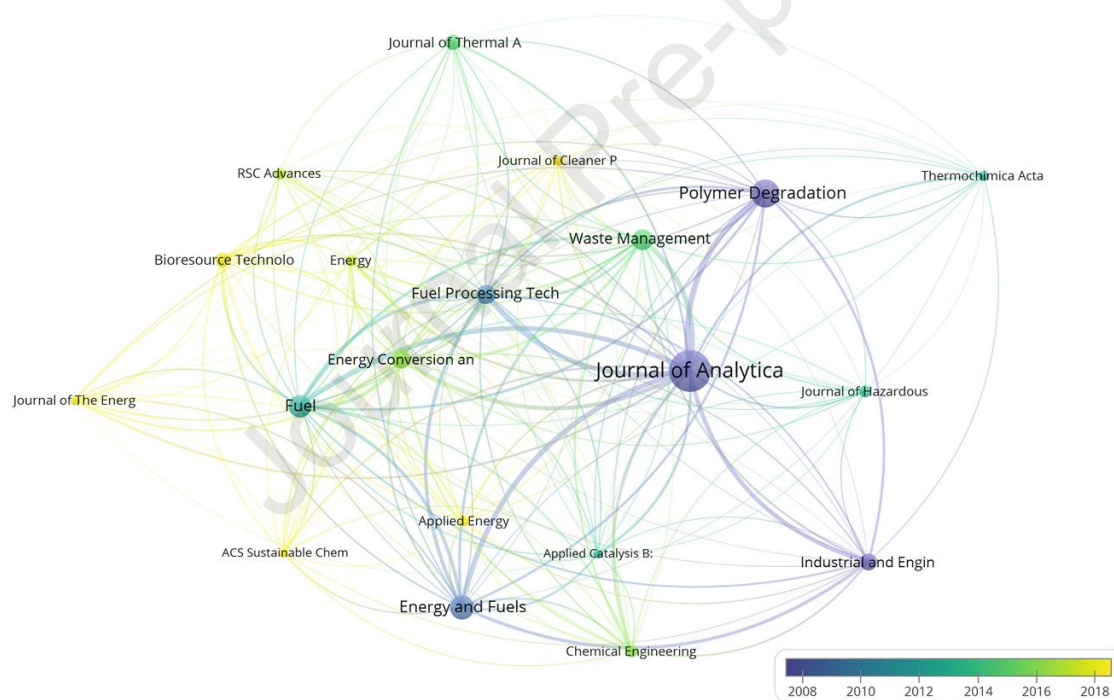 Journal of Thermal A
Journal Pre-p
Journal of Cleaner P
RSC Advances
Thermochimica Acta
Polymer Degradation
Waste Management
Bioresource Technolo
Energy
Fuel Processing Tech
Energy Conversion an
Journal of Analytica
Journal of Hazardous
Journal of The Energ
Fuel
Applied Energy
ACS Sustainable Chem
Applied Catalysis B:
Industrial and Engin
Energy and Fuels
Chemical Engineering
2008 2010 2012 2014 2016 2018